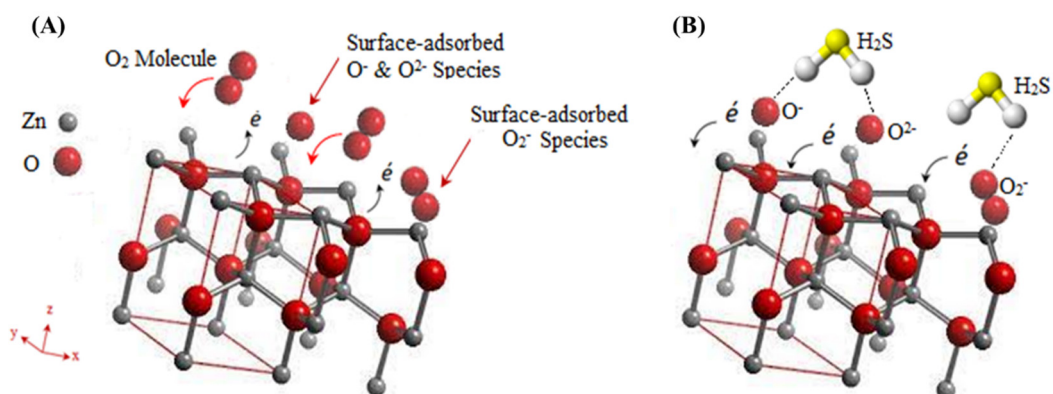 (A)
O₂ Molecule
Surface-adsorbed
O⁻ & O²⁻ Species
Surface-adsorbed
O₂⁻ Species
Zn
O
é
é
z
y
x
(B)
H₂S
H₂S
O⁻
O²⁻
O₂⁻
é
é
é